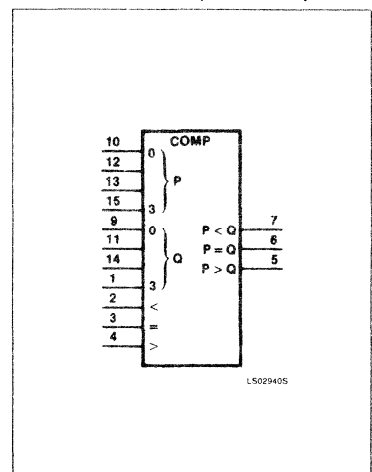 COMP
10 0
12
13 P
15 3
9 0 P < Q 7
11 P = Q 6
14 Q P > Q 5
1 3
2 <
3 =
4 >
LS02940S